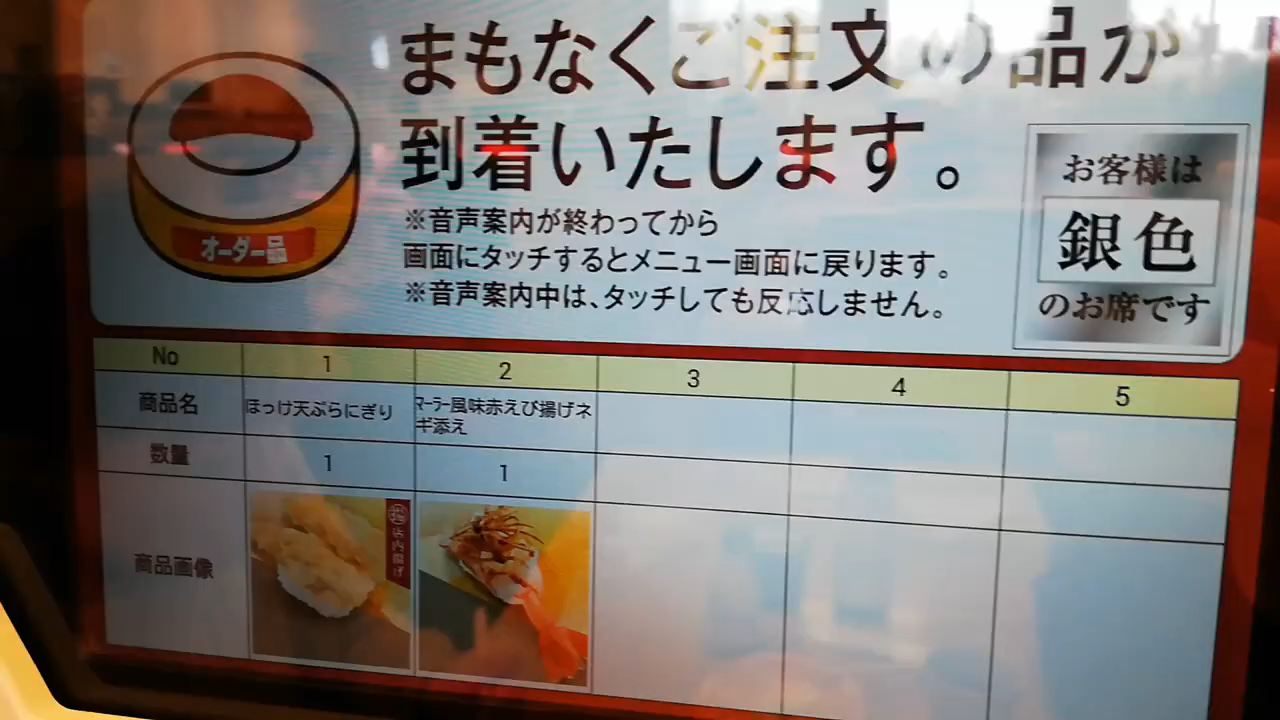 まもなくご注文の品が
到着いたします。
※音声案内が終わってから
画面にタッチするとメニュー画面に戻ります。
※音声案内中は、タッチしても反応しません。
オーダー品
お客様は
銀色
のお席です
No 1 2 3 4 5
商品名 ほっけ天ぷらにぎり マーラー風味赤えび揚げネ
ギ添え
数量 1 1
商品画像
店内揚げ